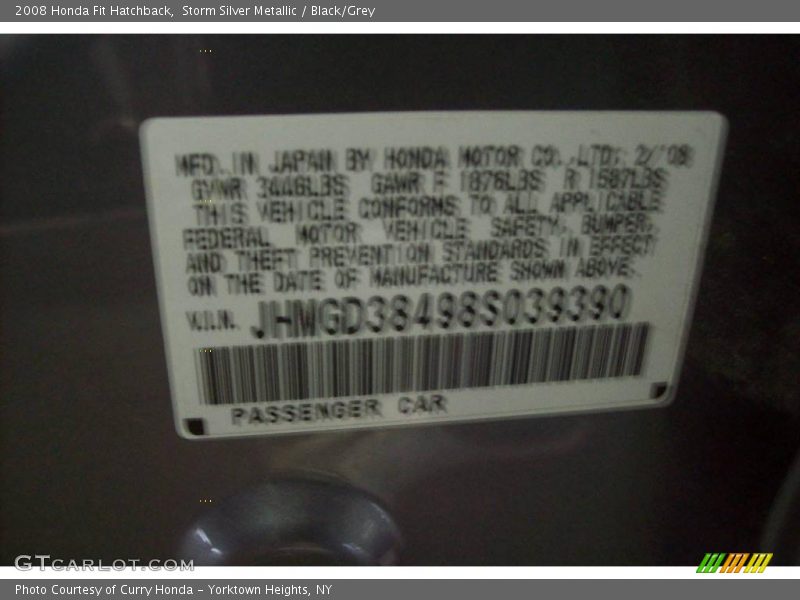 2008 Honda Fit Hatchback,  Storm Silver Metallic / Black/Grey
MFD. IN JAPAN BY HONDA MOTOR CO., LTD. 2/'08
GVWR 3446LBS GAWR F 1876LBS R 1587LBS
THIS VEHICLE CONFORMS TO ALL APPLICABLE
FEDERAL MOTOR VEHICLE SAFETY, BUMPER,
AND THEFT PREVENTION STANDARDS IN EFFECT
ON THE DATE OF MANUFACTURE SHOWN ABOVE.
V.I.N. JHMGD38498S039390
PASSENGER CAR
GTCARLOT.COM
Photo Courtesy of Curry Honda - Yorktown Heights, NY